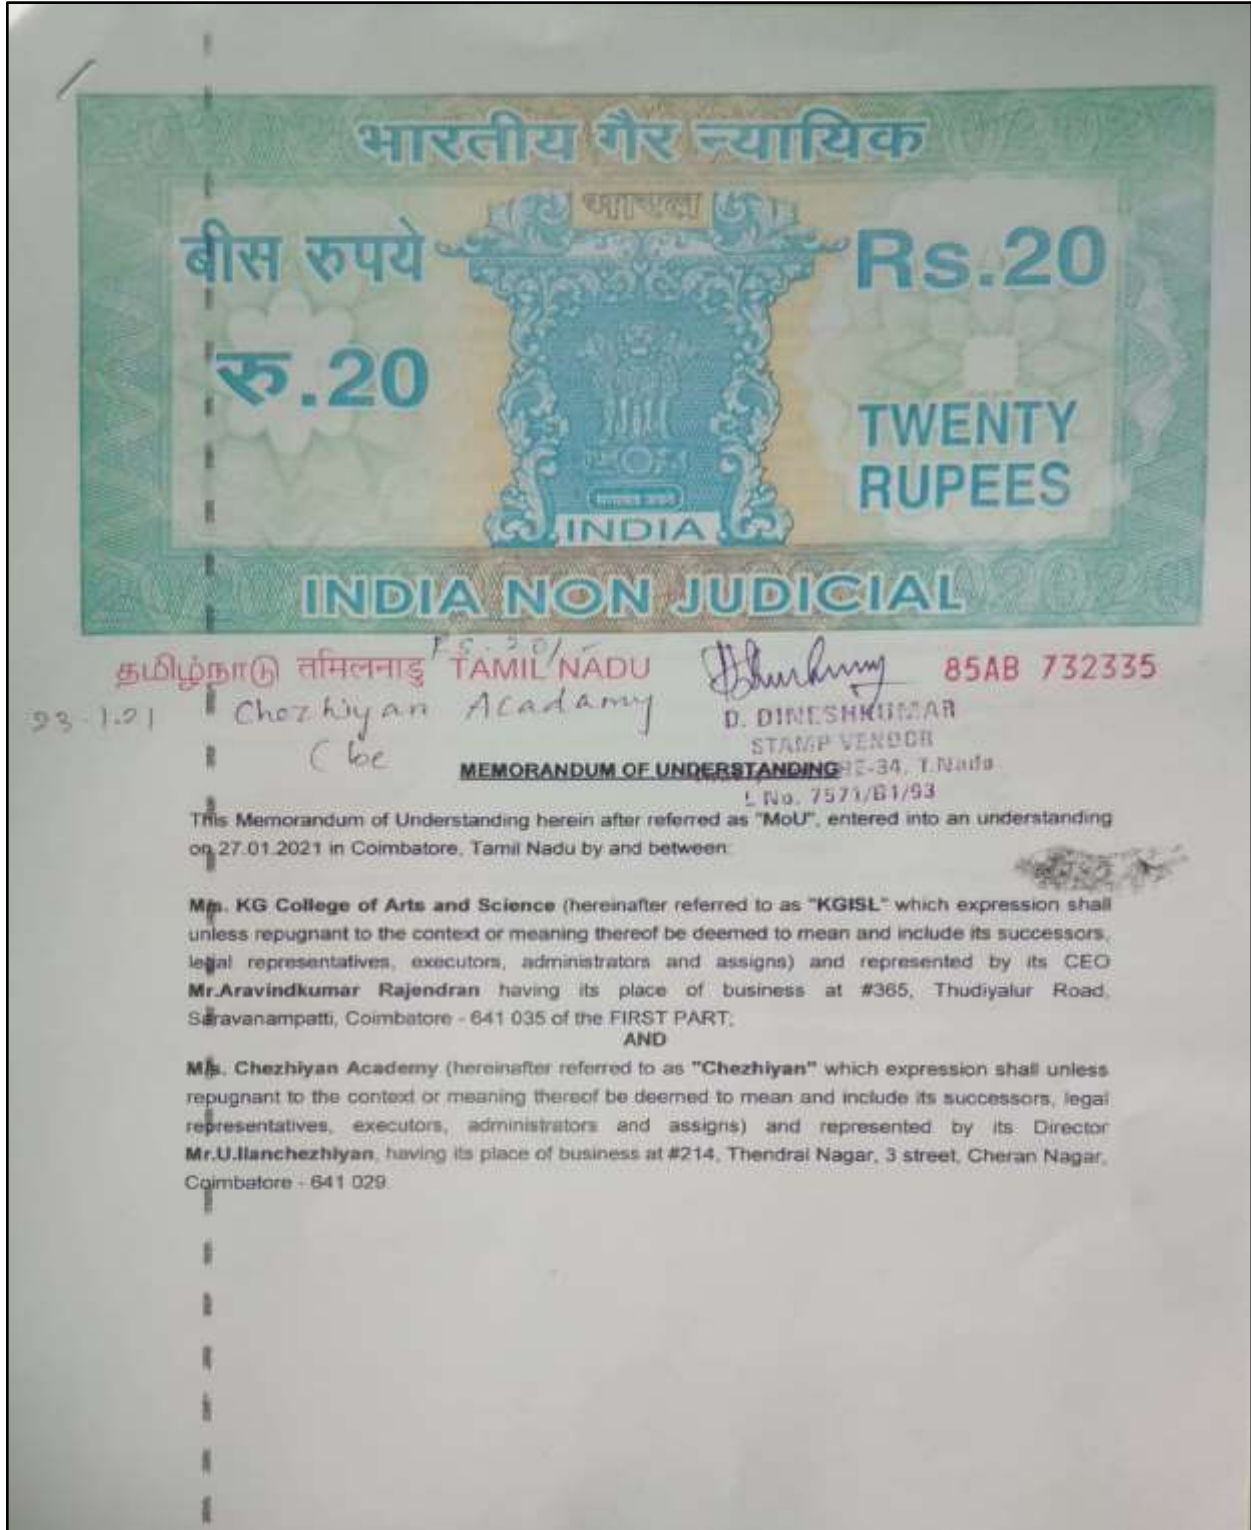 भारतीय गैर न्यायिक
बीस रुपये
Rs.20
रु.20
TWENTY
RUPEES
INDIA
INDIA NON JUDICIAL
Rs. 20/-
தமிழ்நாடு तमिलनाडु TAMIL NADU
85AB 732335
23-1.21
Chozhiyan Acadamy
Cbe
D. DINESHKUMAR
STAMP VENDOR
-34, T.Nadu
L No. 7571/B1/93
MEMORANDUM OF UNDERSTANDING
This Memorandum of Understanding herein after referred as "MoU", entered into an understanding
on 27.01.2021 in Coimbatore, Tamil Nadu by and between:
M/s. KG College of Arts and Science (hereinafter referred to as "KGISL" which expression shall
unless repugnant to the context or meaning thereof be deemed to mean and include its successors,
legal representatives, executors, administrators and assigns) and represented by its CEO
Mr.Aravindkumar Rajendran having its place of business at #365, Thudiyalur Road,
Saravanampatti, Coimbatore - 641 035 of the FIRST PART;
AND
M/s. Chezhiyan Academy (hereinafter referred to as "Chezhiyan" which expression shall unless
repugnant to the context or meaning thereof be deemed to mean and include its successors, legal
representatives, executors, administrators and assigns) and represented by its Director
Mr.U.Ilanchezhiyan, having its place of business at #214, Thendral Nagar, 3 street, Cheran Nagar,
Coimbatore - 641 029.